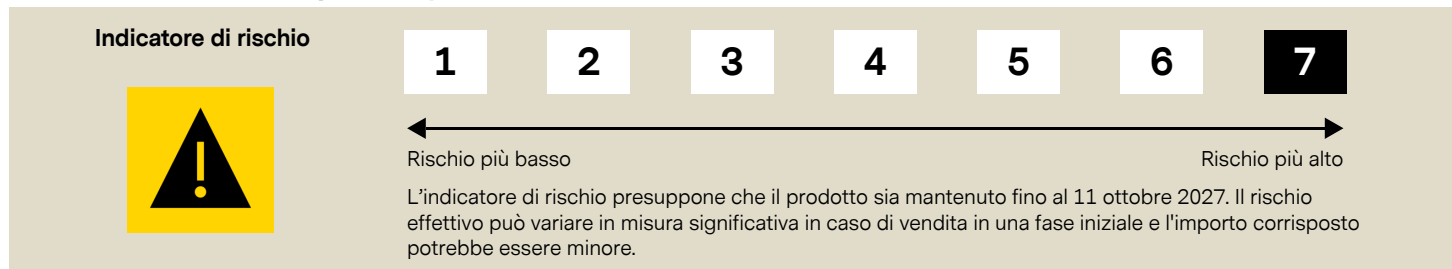 Indicatore di rischio
1 2 3 4 5 6 7
Rischio più basso Rischio più alto
L'indicatore di rischio presuppone che il prodotto sia mantenuto fino al 11 ottobre 2027. Il rischio
effettivo può variare in misura significativa in caso di vendita in una fase iniziale e l'importo corrisposto
potrebbe essere minore.